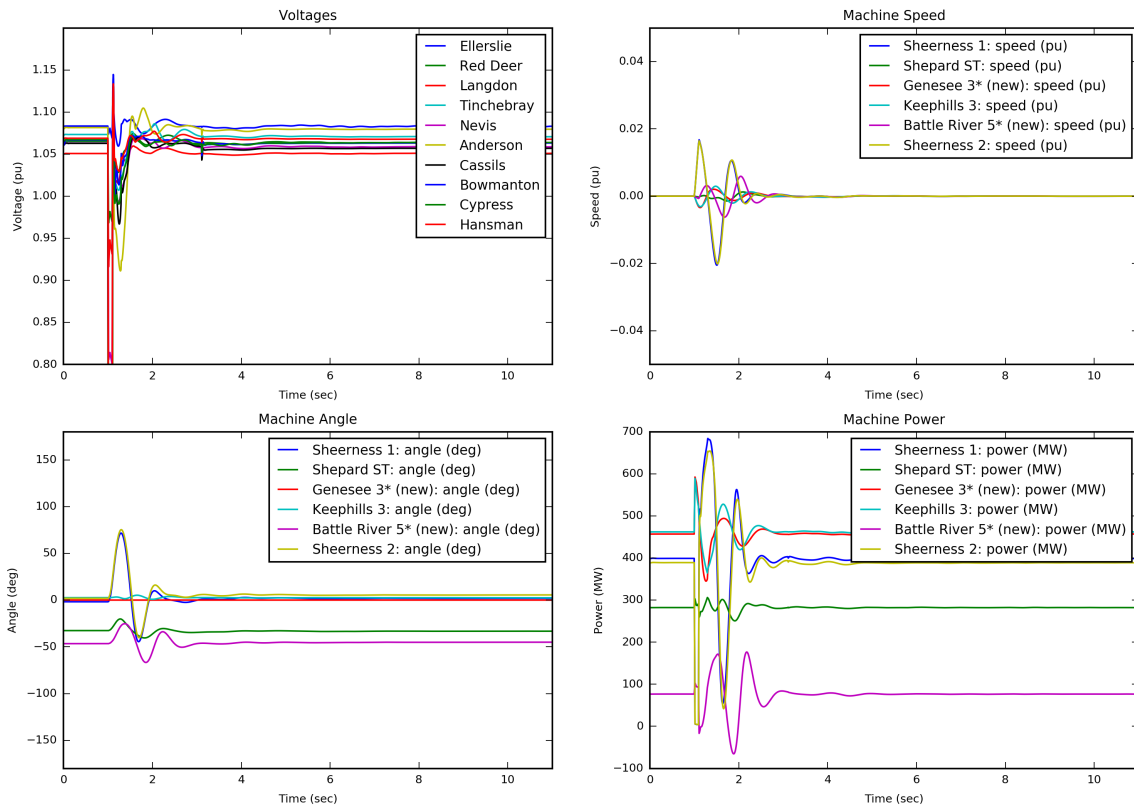 Voltages
1.15
1.10
1.05
1.00
0.95
0.90
0.85
0.80
Voltage (pu)
0
2
4
6
8
10
Time (sec)
Ellerslie
Red Deer
Langdon
Tinchebray
Nevis
Anderson
Cassils
Bowmanton
Cypress
Hansman
Machine Speed
0.04
0.02
0.00
−0.02
−0.04
Speed (pu)
0
2
4
6
8
10
Time (sec)
Sheerness 1: speed (pu)
Shepard ST: speed (pu)
Genesee 3* (new): speed (pu)
Keephills 3: speed (pu)
Battle River 5* (new): speed (pu)
Sheerness 2: speed (pu)
Machine Angle
150
100
50
0
−50
−100
−150
Angle (deg)
0
2
4
6
8
10
Time (sec)
Sheerness 1: angle (deg)
Shepard ST: angle (deg)
Genesee 3* (new): angle (deg)
Keephills 3: angle (deg)
Battle River 5* (new): angle (deg)
Sheerness 2: angle (deg)
Machine Power
700
600
500
400
300
200
100
0
−100
Power (MW)
0
2
4
6
8
10
Time (sec)
Sheerness 1: power (MW)
Shepard ST: power (MW)
Genesee 3* (new): power (MW)
Keephills 3: power (MW)
Battle River 5* (new): power (MW)
Sheerness 2: power (MW)